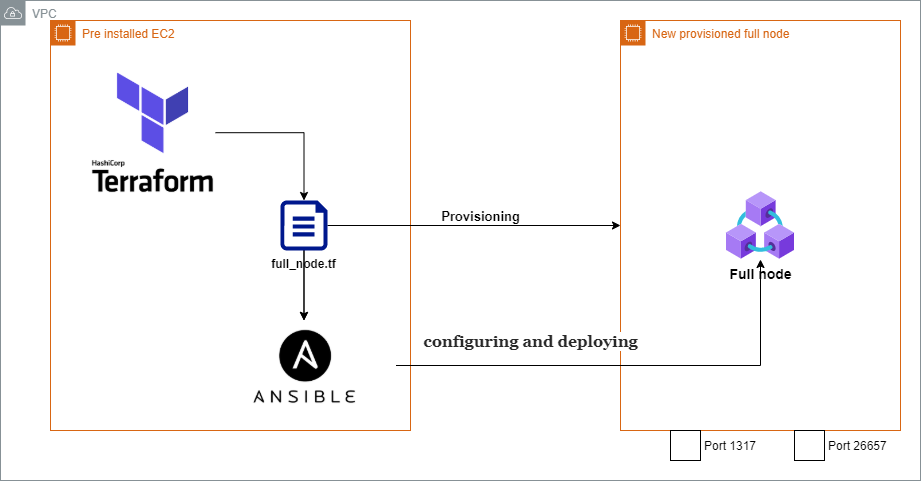 VPC
Pre installed EC2
New provisioned full node
HashiCorp
Terraform
full_node.tf
Provisioning
Full node
configuring and deploying
ANSIBLE
Port 1317
Port 26657